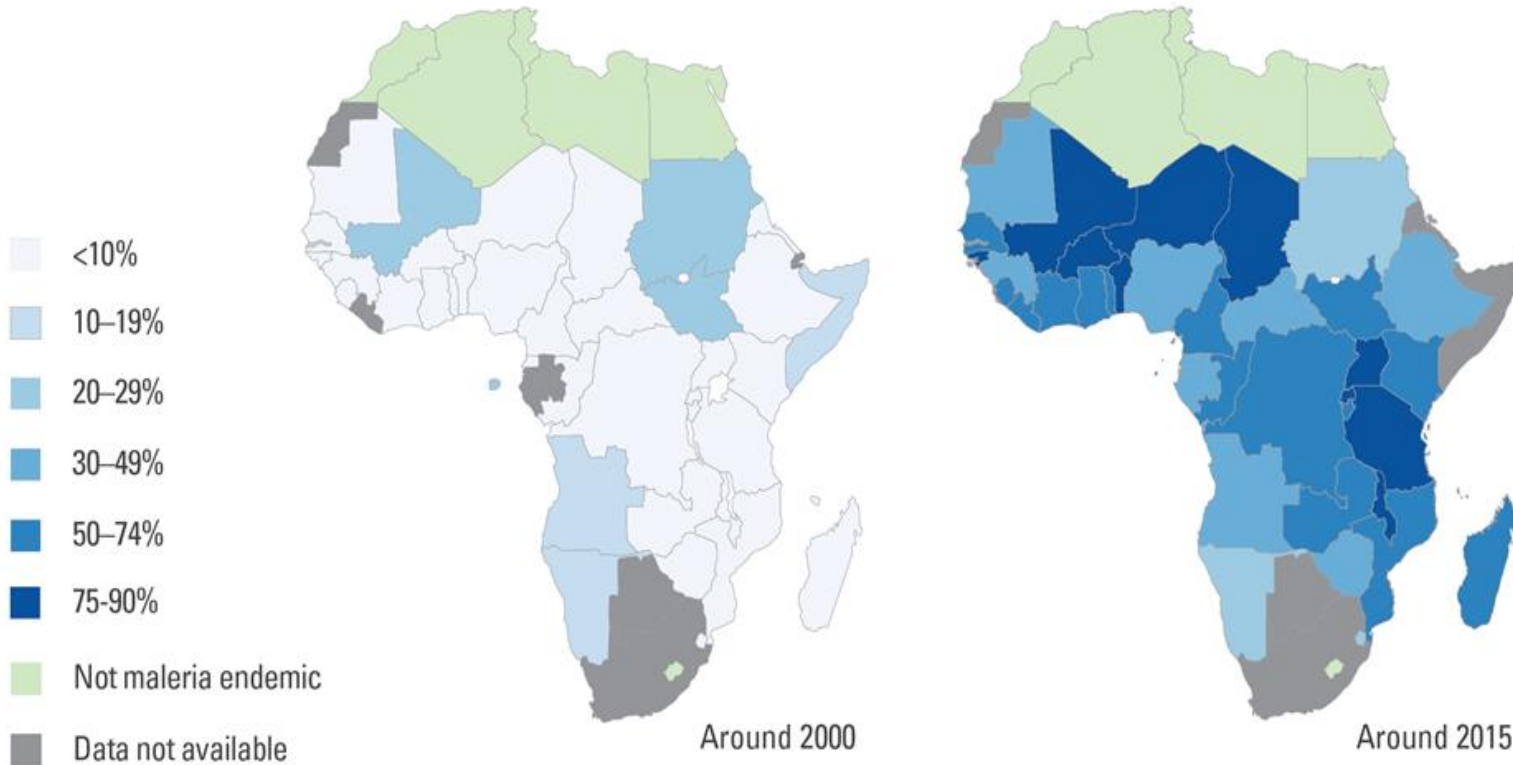 <10%
10–19%
20–29%
30–49%
50–74%
75-90%
Not maleria endemic
Data not available
Around 2000
Around 2015